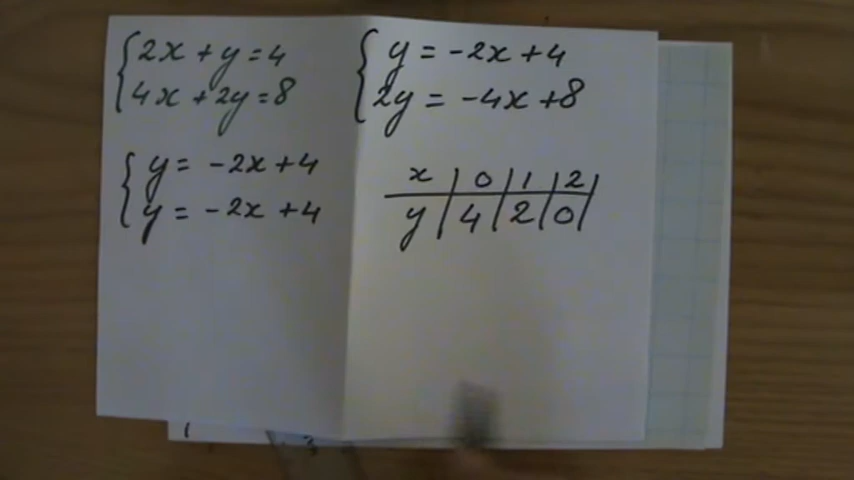 {2x + y = 4
{4x + 2y = 8
{y = -2x + 4
{2y = -4x + 8
{y = -2x + 4
{y = -2x + 4
x | 0 | 1 | 2 |
y | 4 | 2 | 0 |